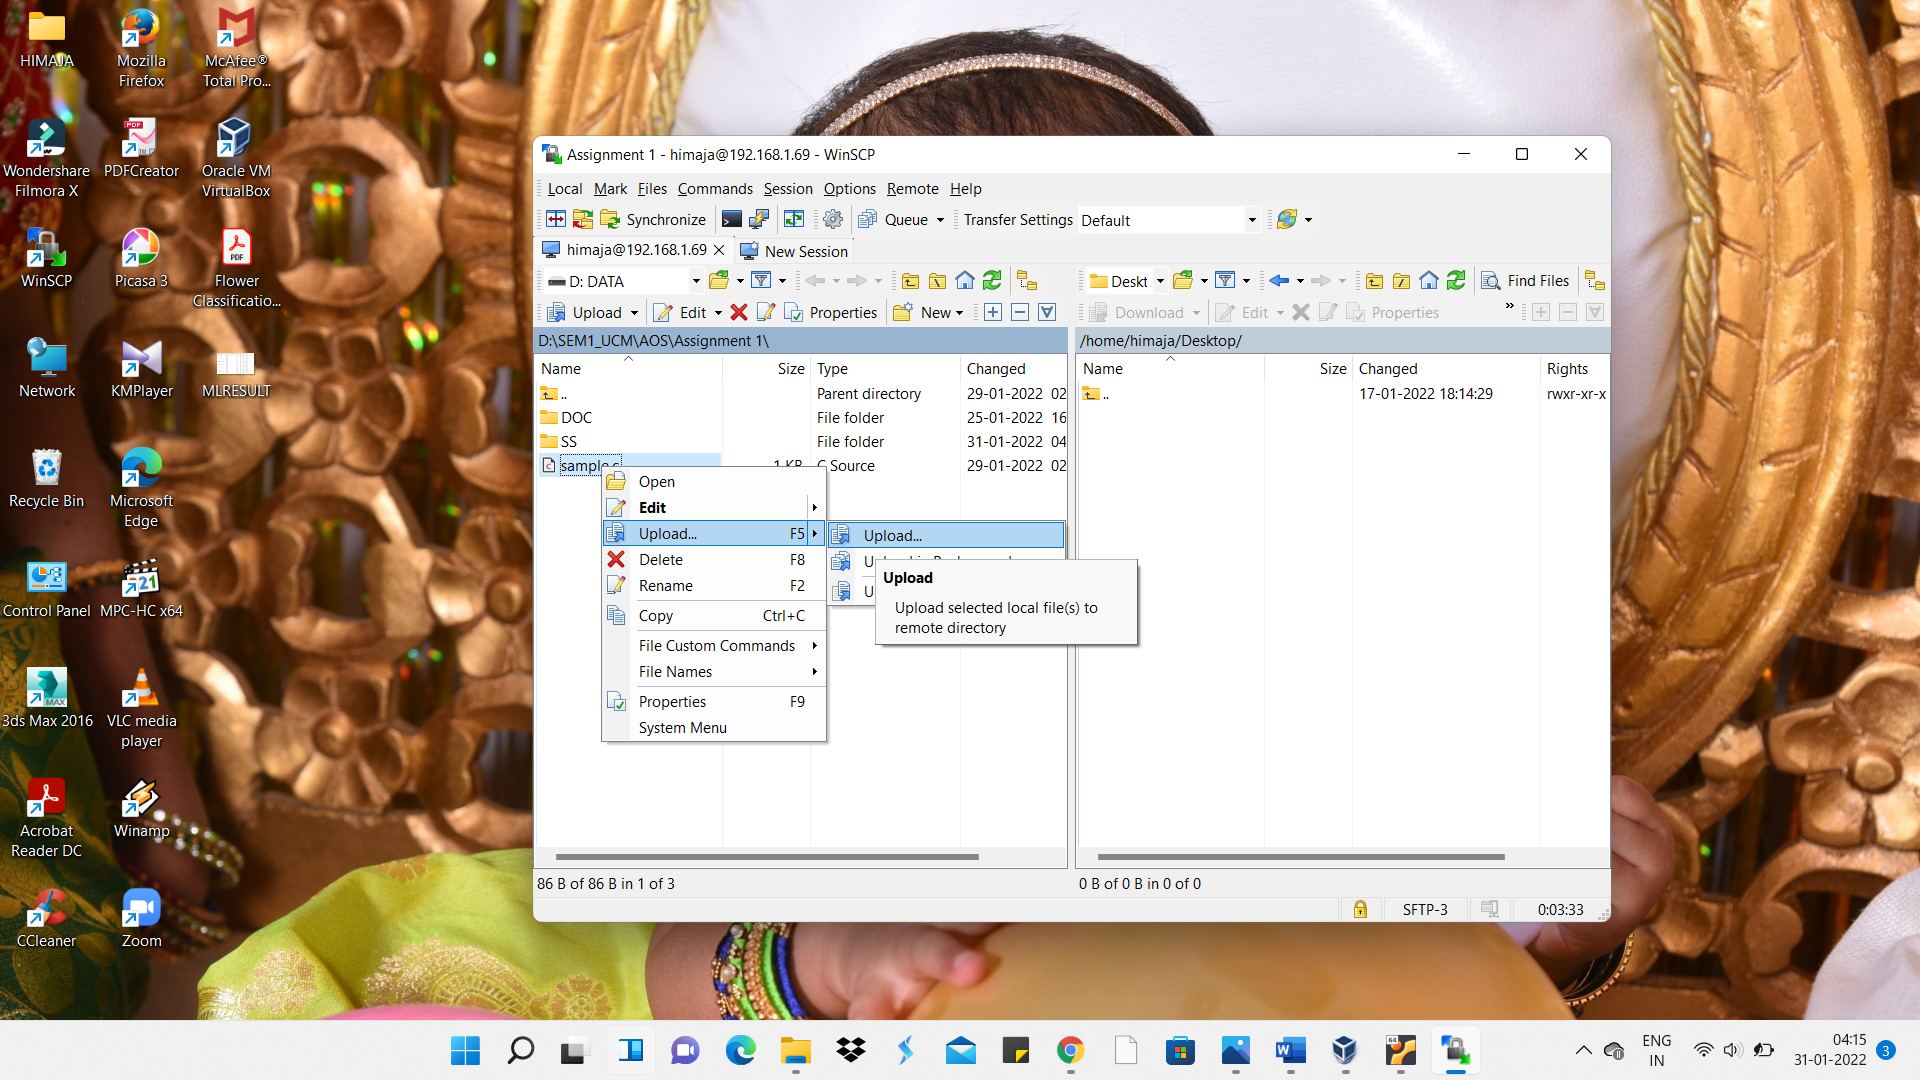 HIMAJA
Mozilla
Firefox
McAfee®
Total Pro...
Wondershare
Filmora X
PDFCreator
Oracle VM
VirtualBox
WinSCP
Picasa 3
Flower
Classificatio...
Network
KMPlayer
MLRESULT
Recycle Bin
Microsoft
Edge
Control Panel
MPC-HC x64
3ds Max 2016
VLC media
player
Acrobat
Reader DC
Winamp
CCleaner
Zoom
Assignment 1 - himaja@192.168.1.69 - WinSCP
Local Mark Files Commands Session Options Remote Help
Synchronize Queue Transfer Settings Default
himaja@192.168.1.69 New Session
D: DATA
Deskt Find Files
Upload Edit Properties New
Download Edit Properties »
D:\SEM1_UCM\AOS\Assignment 1\
Name Size Type Changed
.. Parent directory 29-01-2022 02
DOC File folder 25-01-2022 16
SS File folder 31-01-2022 04
sample.c 1 KB C Source 29-01-2022 02
Open
Edit
Upload... F5
Delete F8
Rename F2
Copy Ctrl+C
File Custom Commands
File Names
Properties F9
System Menu
Upload...
Upload
Upload selected local file(s) to
remote directory
86 B of 86 B in 1 of 3
/home/himaja/Desktop/
Name Size Changed Rights
.. 17-01-2022 18:14:29 rwxr-xr-x
0 B of 0 B in 0 of 0
SFTP-3 0:03:33
ENG
IN
04:15
31-01-2022
3